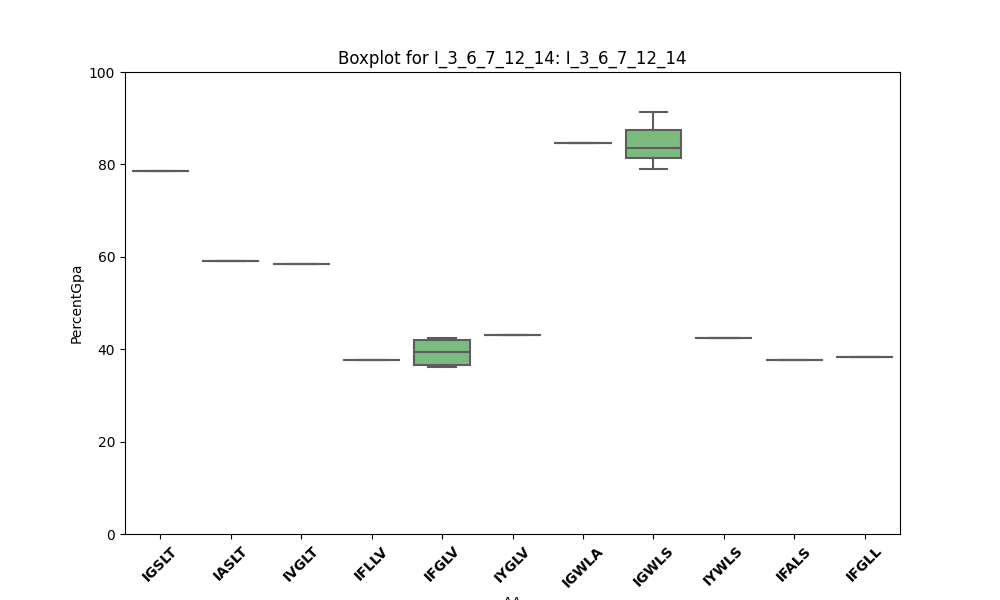 Boxplot for I_3_6_7_12_14: I_3_6_7_12_14
100
80
60
40
20
0
PercentGpa
IGSLT
IASLT
IVGLT
IFLLV
IFGLV
IYGLV
IGWLA
IGWLS
IYWLS
IFALS
IFGLL
AA